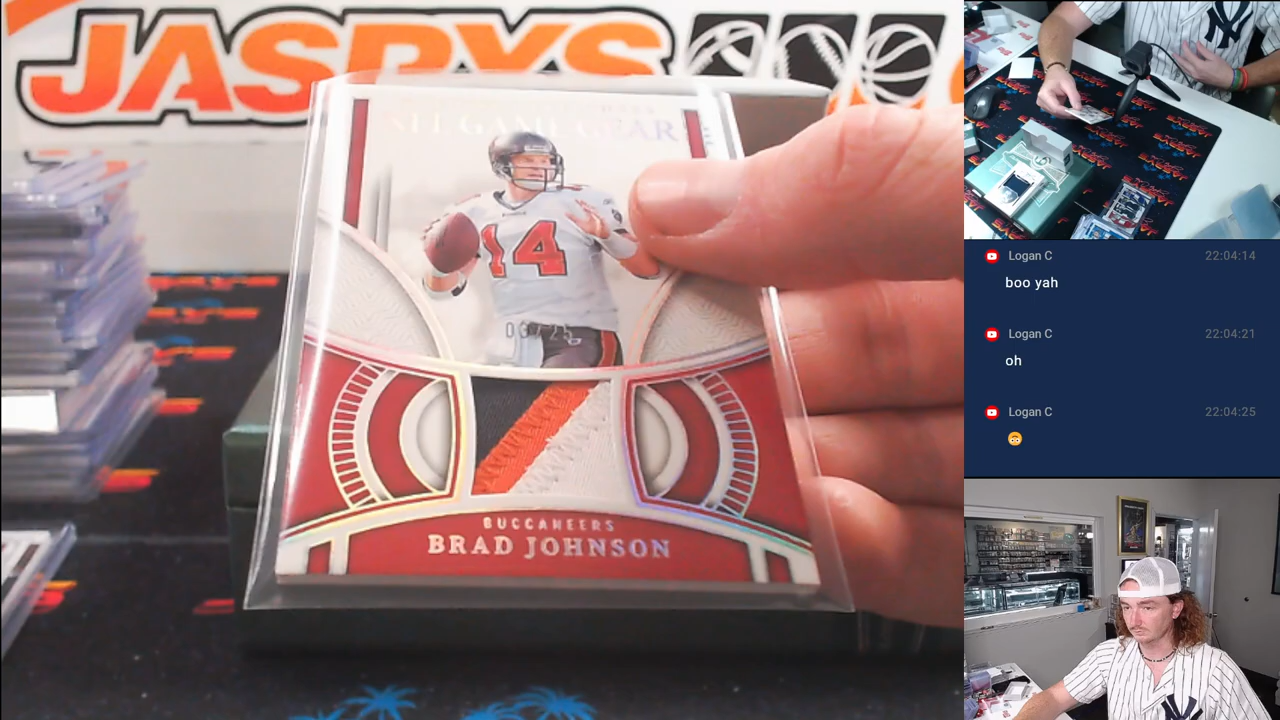 JASPYS
NFL GAME GEAR
14
BUCCANEERS
BRAD JOHNSON
NY
Logan C 22:04:14
boo yah
Logan C 22:04:21
oh
Logan C 22:04:25
😳